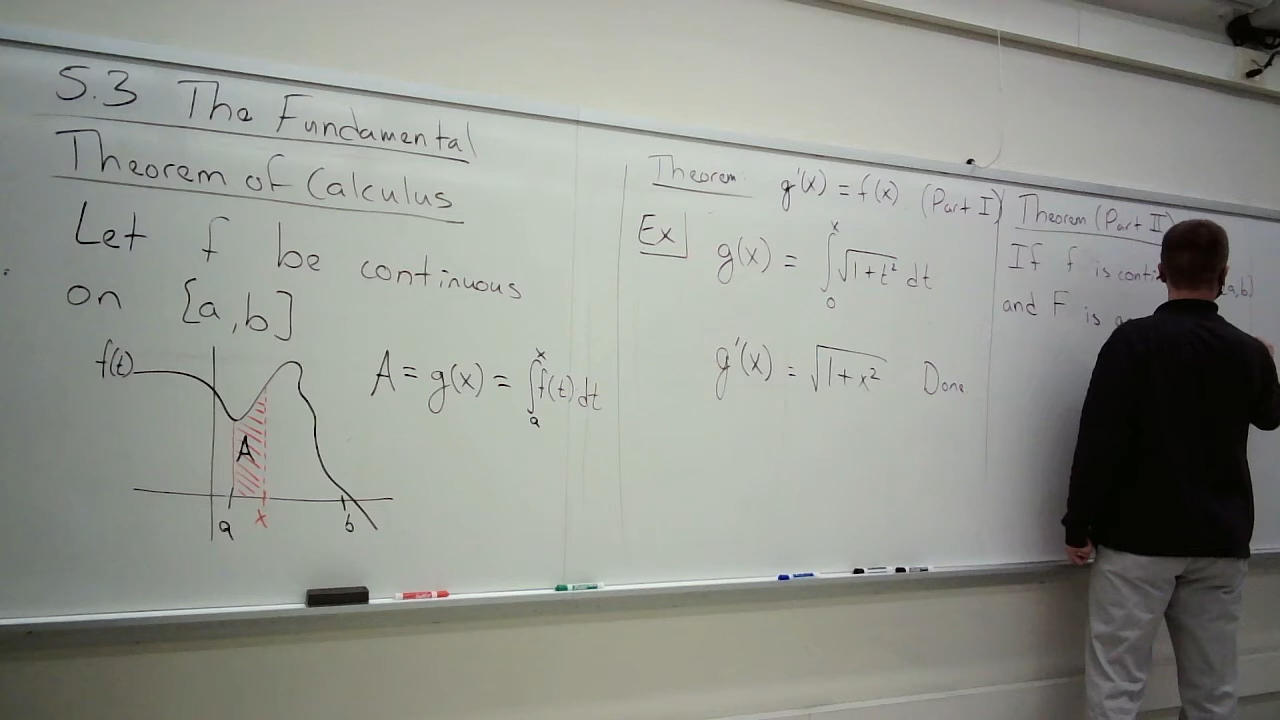 5.3 The Fundamental
Theorem of Calculus
Let f be continuous
on [a,b]
f(t)
A = g(x) = ∫ₐˣ f(t) dt
A
a
x
b
Theorem g'(x) = f(x) (Part I)
Ex g(x) = ∫₀ˣ √(1+t²) dt
g'(x) = √(1+x²) Done
Theorem (Part II)
If f is a,b]
and F is